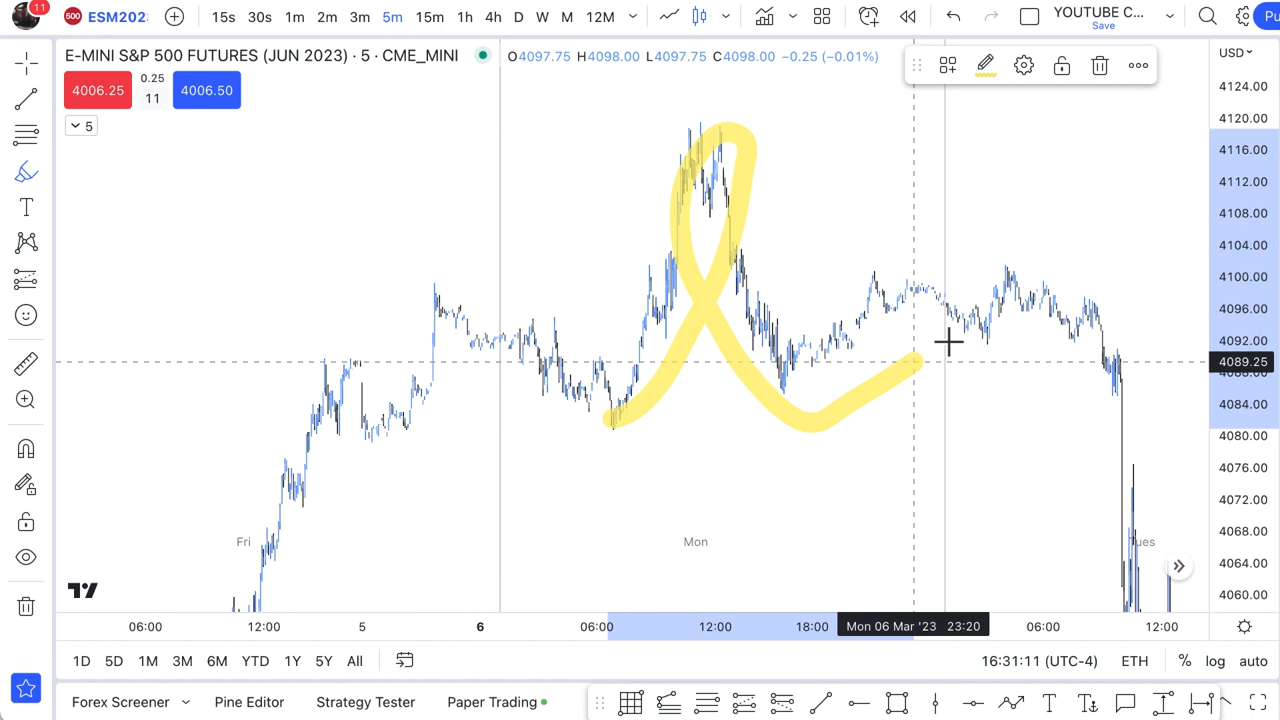 11
500 ESM202:
15s 30s 1m 2m 3m 5m 15m 1h 4h D W M 12M
YOUTUBE C...
Save
Pu
E-MINI S&P 500 FUTURES (JUN 2023) · 5 · CME_MINI
O4097.75 H4098.00 L4097.75 C4098.00 −0.25 (−0.01%)
USD
4006.25
0.25
11
4006.50
5
4124.00
4120.00
4116.00
4112.00
4108.00
4104.00
4100.00
4096.00
4092.00
4089.25
4088.00
4084.00
4080.00
4076.00
4072.00
4068.00
4064.00
4060.00
Fri
Mon
Tues
06:00 12:00 5 6 06:00 12:00 18:00 Mon 06 Mar '23 23:20 06:00 12:00
1D 5D 1M 3M 6M YTD 1Y 5Y All
16:31:11 (UTC-4) ETH % log auto
Forex Screener Pine Editor Strategy Tester Paper Trading